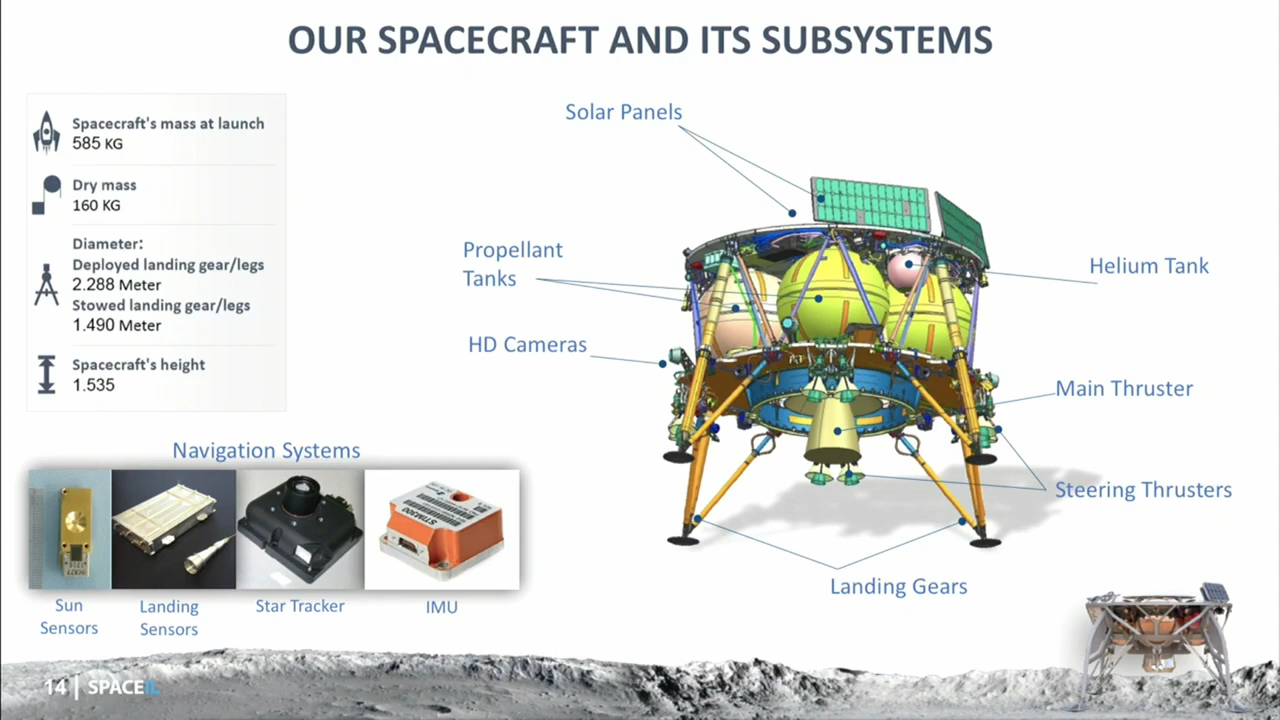 OUR SPACECRAFT AND ITS SUBSYSTEMS
Spacecraft's mass at launch
585 KG
Dry mass
160 KG
Diameter:
Deployed landing gear/legs
2.288 Meter
Stowed landing gear/legs
1.490 Meter
Spacecraft's height
1.535
Solar Panels
Propellant
Tanks
Helium Tank
HD Cameras
Main Thruster
Steering Thrusters
Landing Gears
Navigation Systems
STIM300
Sun
Sensors
Landing
Sensors
Star Tracker
IMU
14 | SPACEIL